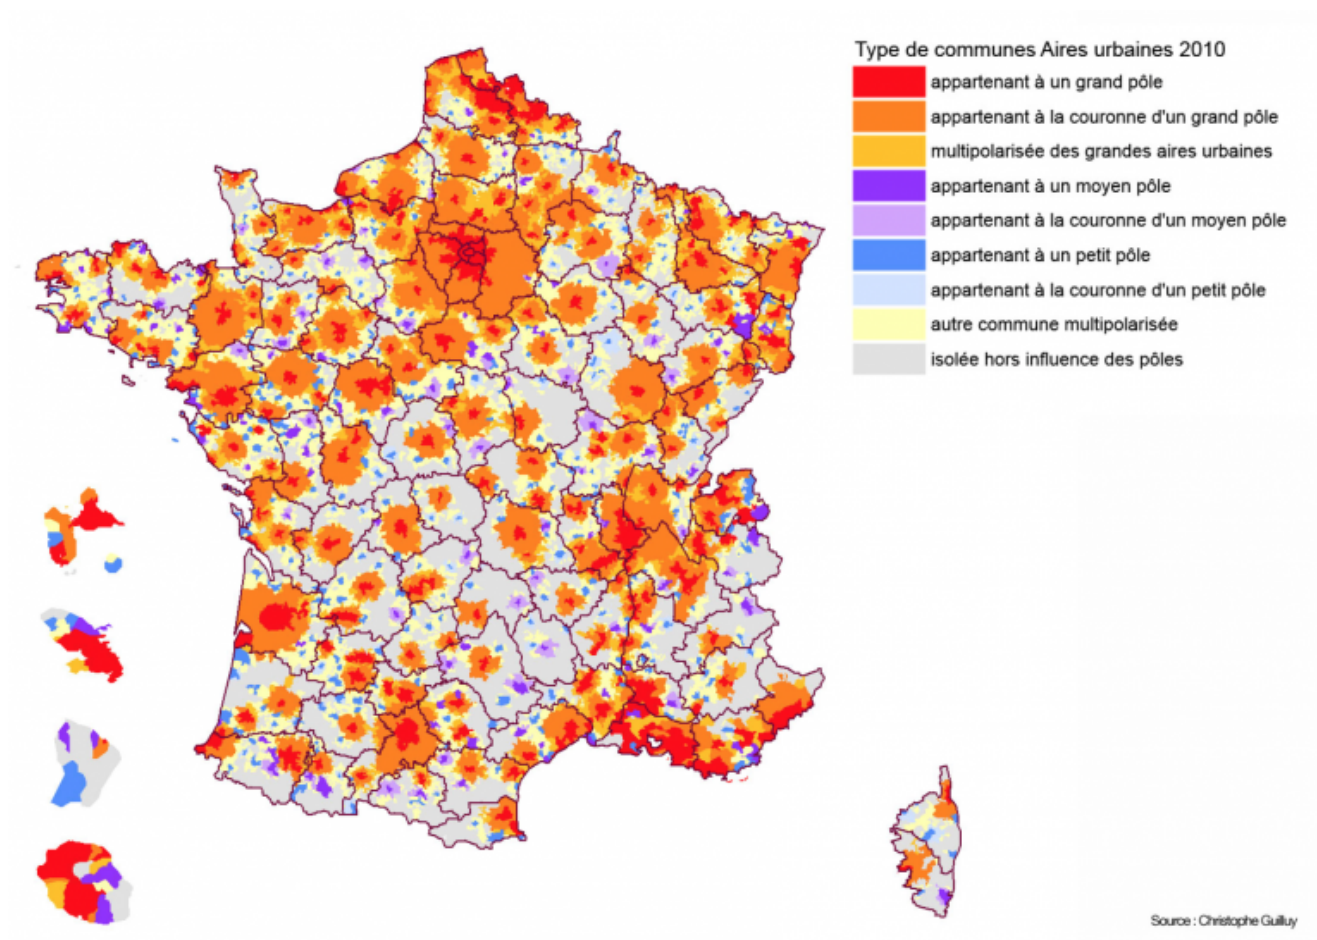 Type de communes Aires urbaines 2010
appartenant à un grand pôle
appartenant à la couronne d'un grand pôle
multipolarisée des grandes aires urbaines
appartenant à un moyen pôle
appartenant à la couronne d'un moyen pôle
appartenant à un petit pôle
appartenant à la couronne d'un petit pôle
autre commune multipolarisée
isolée hors influence des pôles
Source : Christophe Guilluy